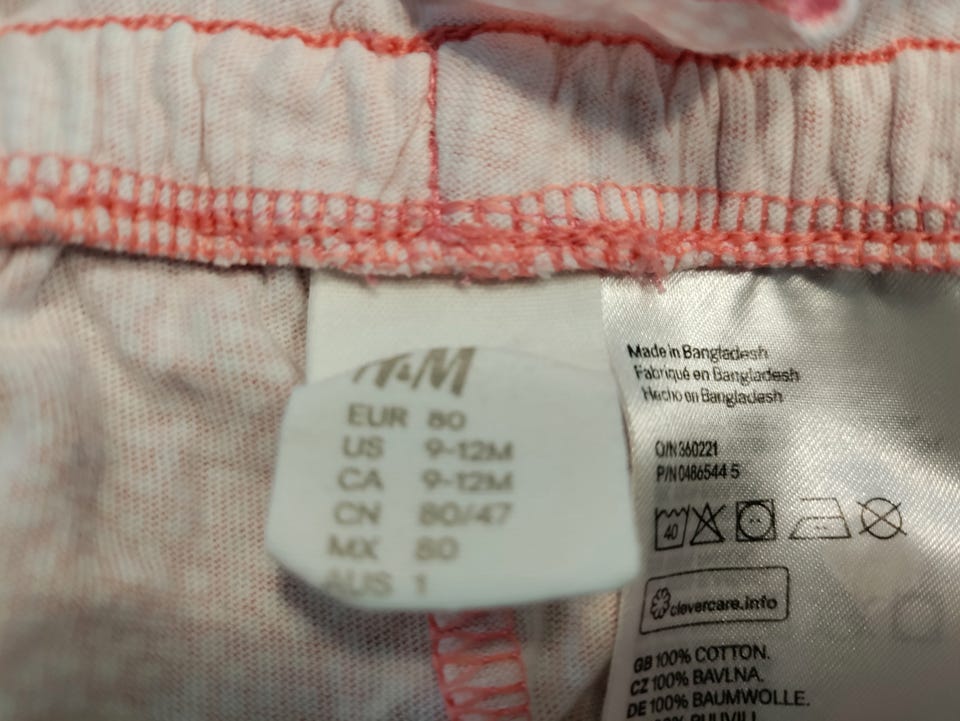 H&M
EUR 80
US 9-12M
CA 9-12M
CN 80/47
MX 80
AUS 1
Made in Bangladesh
Fabriqué en Bangladesh
Hecho en Bangladesh
O/N 360221
P/N 0486544 5
40
clevercare.info
GB 100% COTTON.
CZ 100% BAVLNA.
DE 100% BAUMWOLLE.